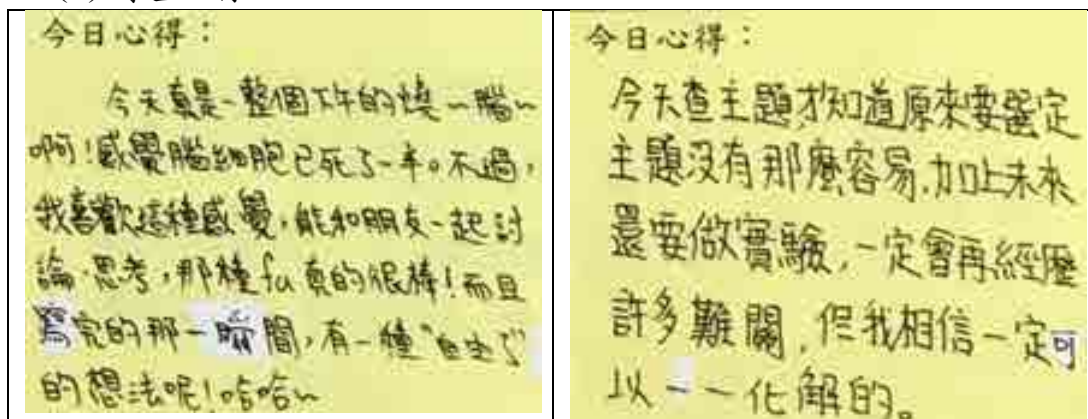 今日心得：
今天真是一整個下午的燒～腦～
啊！感覺腦細胞已死了一半。不過，
我喜歡這種感覺，能和朋友一起討
論、思考，那種fu真的很棒！而且
寫完的那一瞬間，有一種
的想法呢！哈哈～
今日心得：
今天查主題，才知道原來要選定
主題沒有那麼容易，加上未來
還要做實驗，一定會再經歷
許多難關，但我相信一定可
以一一化解的。